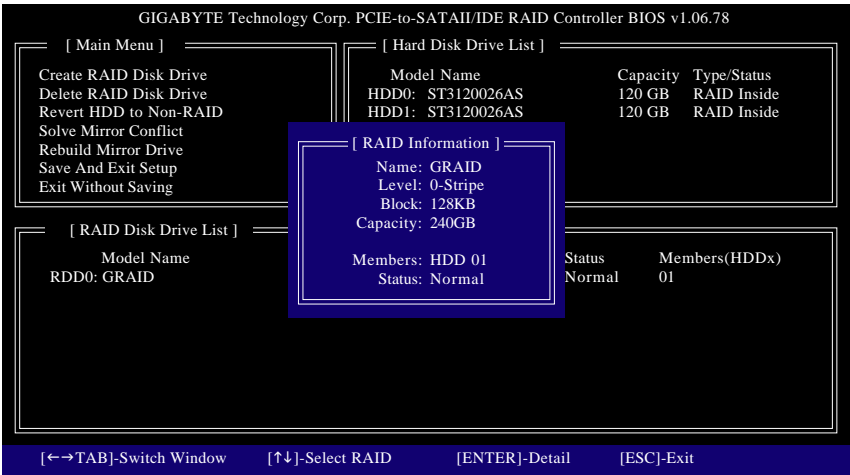 GIGABYTE Technology Corp. PCIE-to-SATAII/IDE RAID Controller BIOS v1.06.78
[ Main Menu ]
Create RAID Disk Drive
Delete RAID Disk Drive
Revert HDD to Non-RAID
Solve Mirror Conflict
Rebuild Mirror Drive
Save And Exit Setup
Exit Without Saving
[ Hard Disk Drive List ]
Model Name Capacity Type/Status
HDD0: ST3120026AS 120 GB RAID Inside
HDD1: ST3120026AS 120 GB RAID Inside
[ RAID Information ]
Name: GRAID
Level: 0-Stripe
Block: 128KB
Capacity: 240GB
Members: HDD 01
Status: Normal
[ RAID Disk Drive List ]
Model Name Status Members(HDDx)
RDD0: GRAID Normal 01
[←→TAB]-Switch Window [↑↓]-Select RAID [ENTER]-Detail [ESC]-Exit